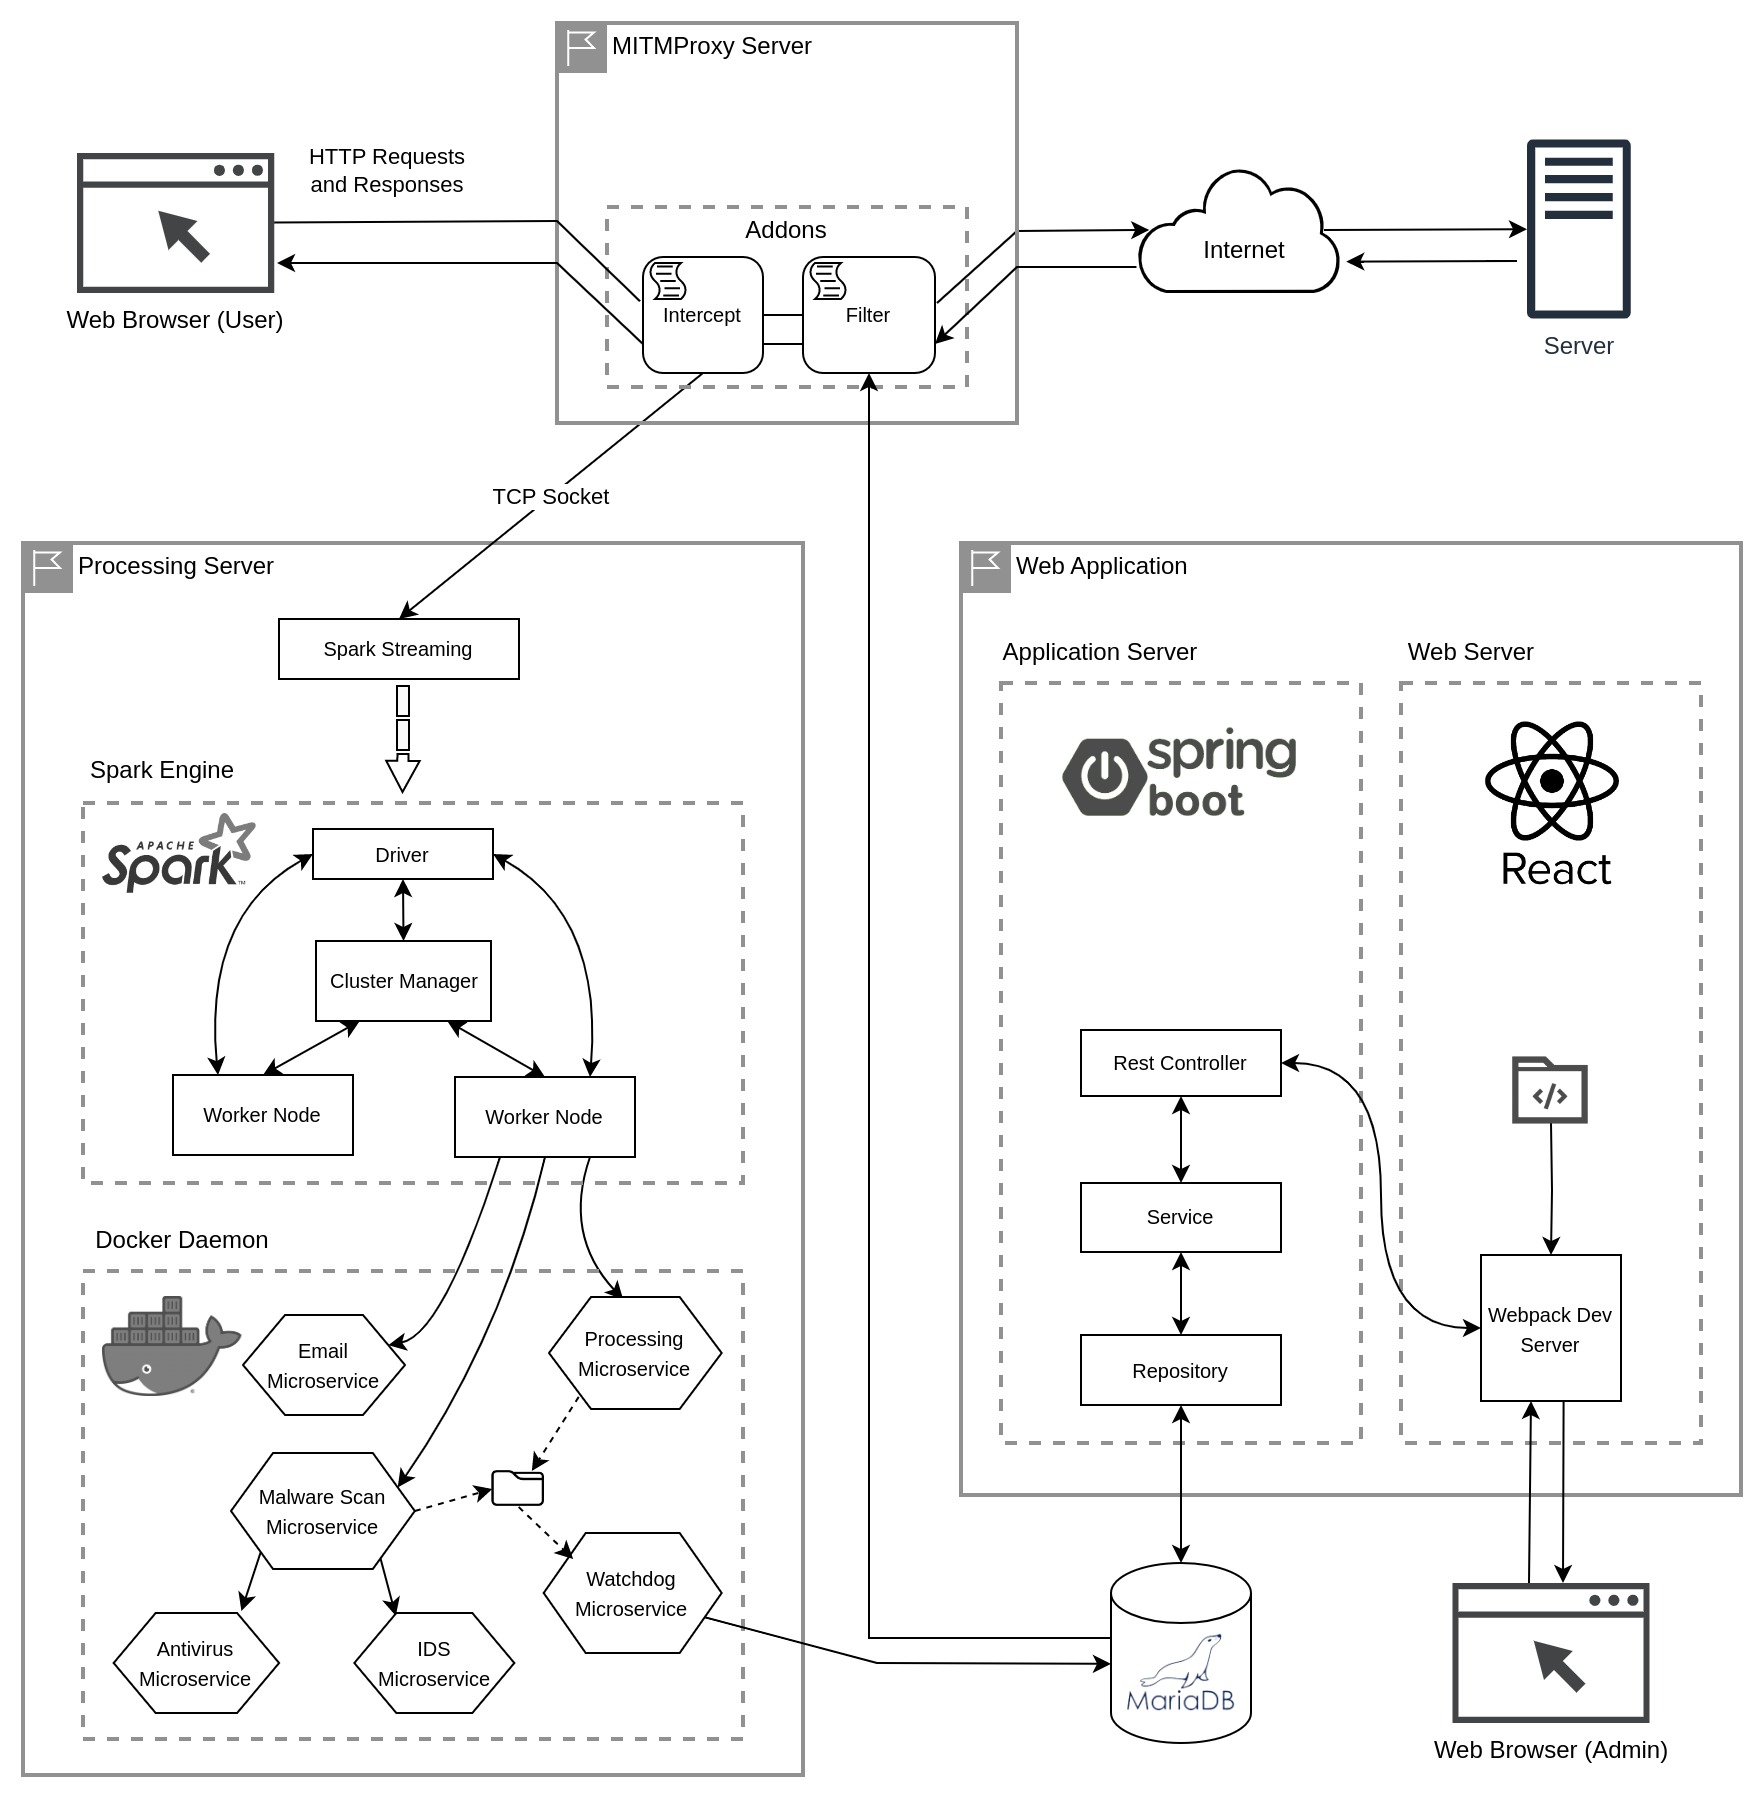 MITMProxy Server
HTTP Requests
and Responses
Addons
Intercept
Filter
Internet
Web Browser (User)
Server
TCP Socket
Processing Server
Spark Streaming
Spark Engine
APACHE
Spark™
Driver
Cluster Manager
Worker Node
Worker Node
Docker Daemon
Email
Microservice
Processing
Microservice
Malware Scan
Microservice
Watchdog
Microservice
Antivirus
Microservice
IDS
Microservice
Web Application
Application Server
Web Server
spring
boot
React
Rest Controller
Service
Repository
</>
Webpack Dev
Server
MariaDB
Web Browser (Admin)